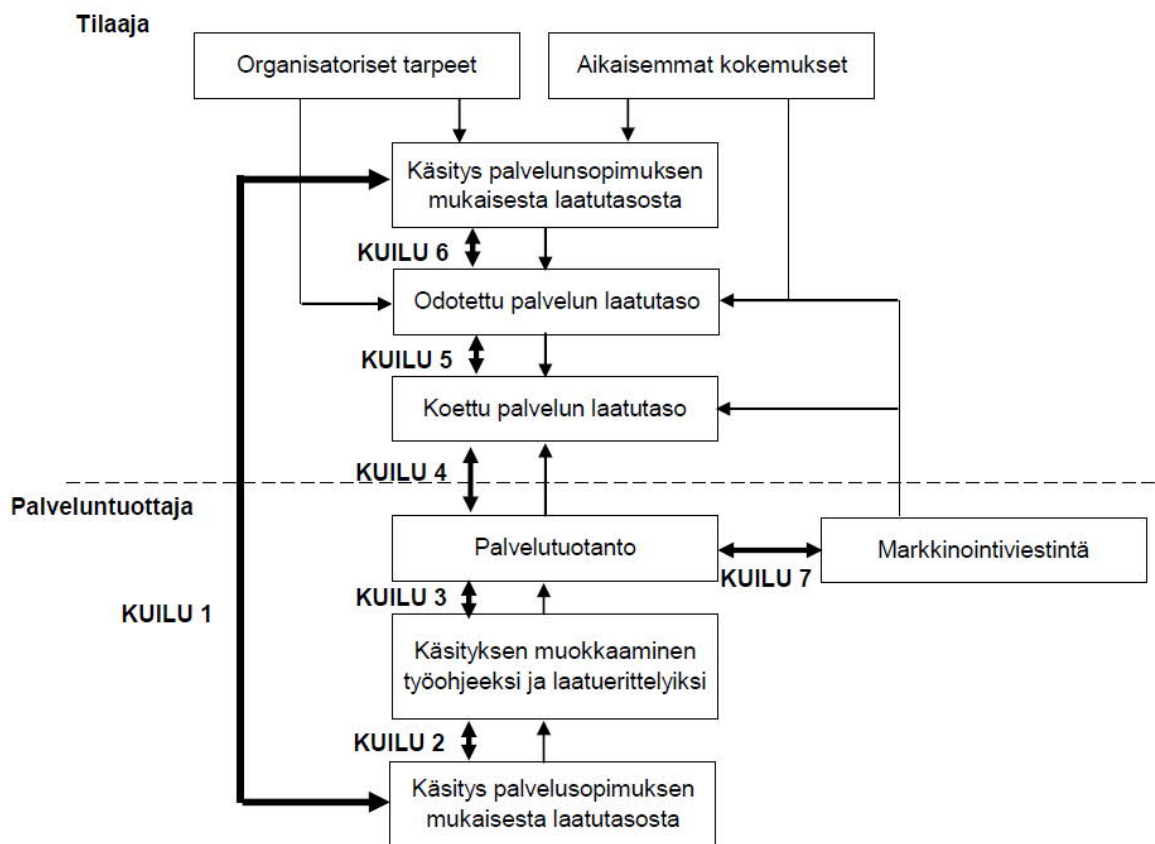 Tilaaja
Organisatoriset tarpeet
Aikaisemmat kokemukset
Käsitys palvelunsopimuksen
mukaisesta laatutasosta
KUILU 6
Odotettu palvelun laatutaso
KUILU 5
Koettu palvelun laatutaso
KUILU 4
Palveluntuottaja
Palvelutuotanto
Markkinointiviestintä
KUILU 7
KUILU 3
KUILU 1
Käsityksen muokkaaminen
työohjeeksi ja laatuerittelyiksi
KUILU 2
Käsitys palvelusopimuksen
mukaisesta laatutasosta